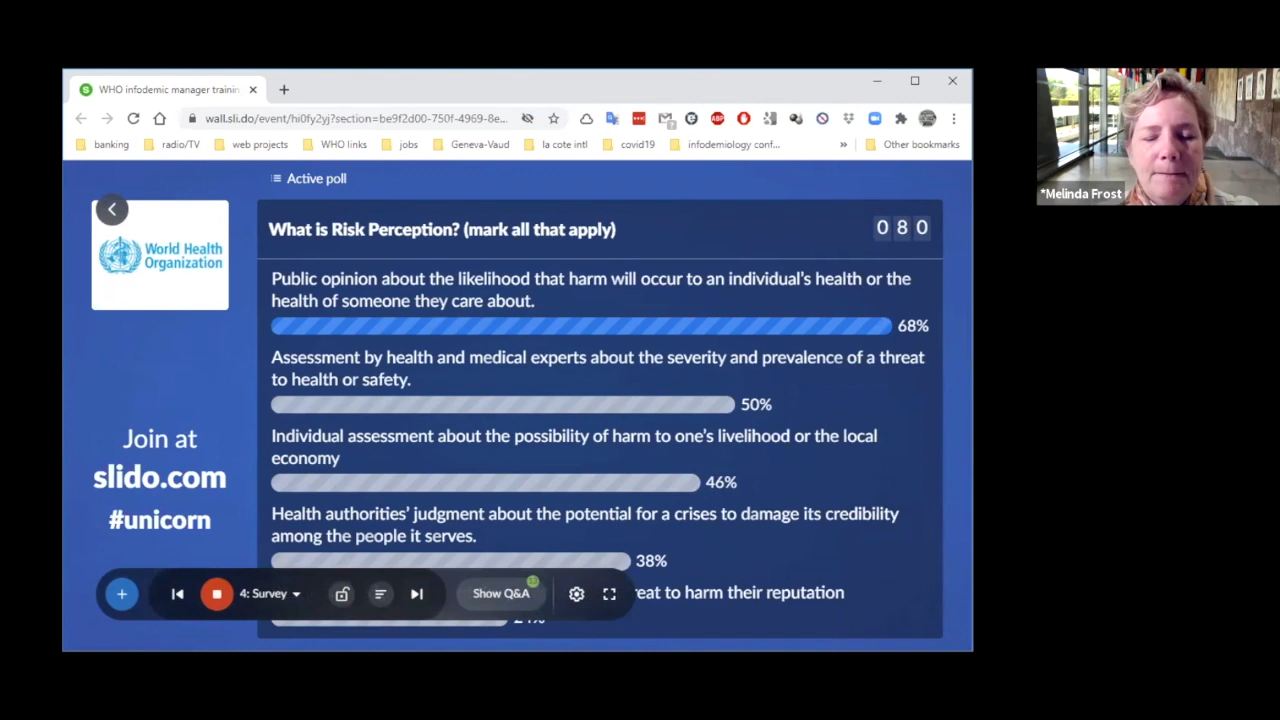 WHO infodemic manager trainin
wall.sli.do/event/hi0fy2yj?section=be9f2d00-750f-4969-8e...
banking
radio/TV
web projects
WHO links
jobs
Geneva-Vaud
la cote intl
covid19
infodemiology conf...
»
Other bookmarks
Active poll
World Health
Organization
What is Risk Perception? (mark all that apply)
080
Public opinion about the likelihood that harm will occur to an individual's health or the
health of someone they care about.
68%
Assessment by health and medical experts about the severity and prevalence of a threat
to health or safety.
50%
Individual assessment about the possibility of harm to one's livelihood or the local
economy
46%
Health authorities' judgment about the potential for a crises to damage its credibility
among the people it serves.
38%
to harm their reputation
Join at
slido.com
#unicorn
4: Survey
Show Q&A
*Melinda Frost